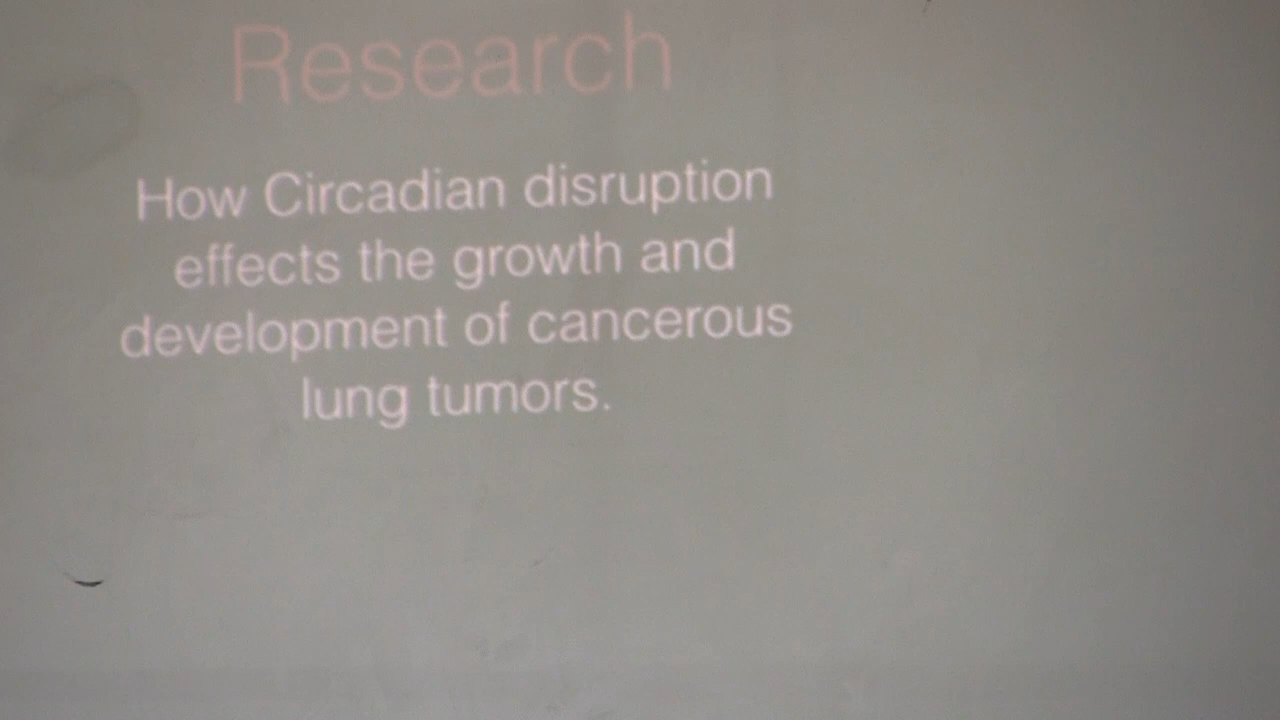 Research
How Circadian disruption
effects the growth and
development of cancerous
lung tumors.